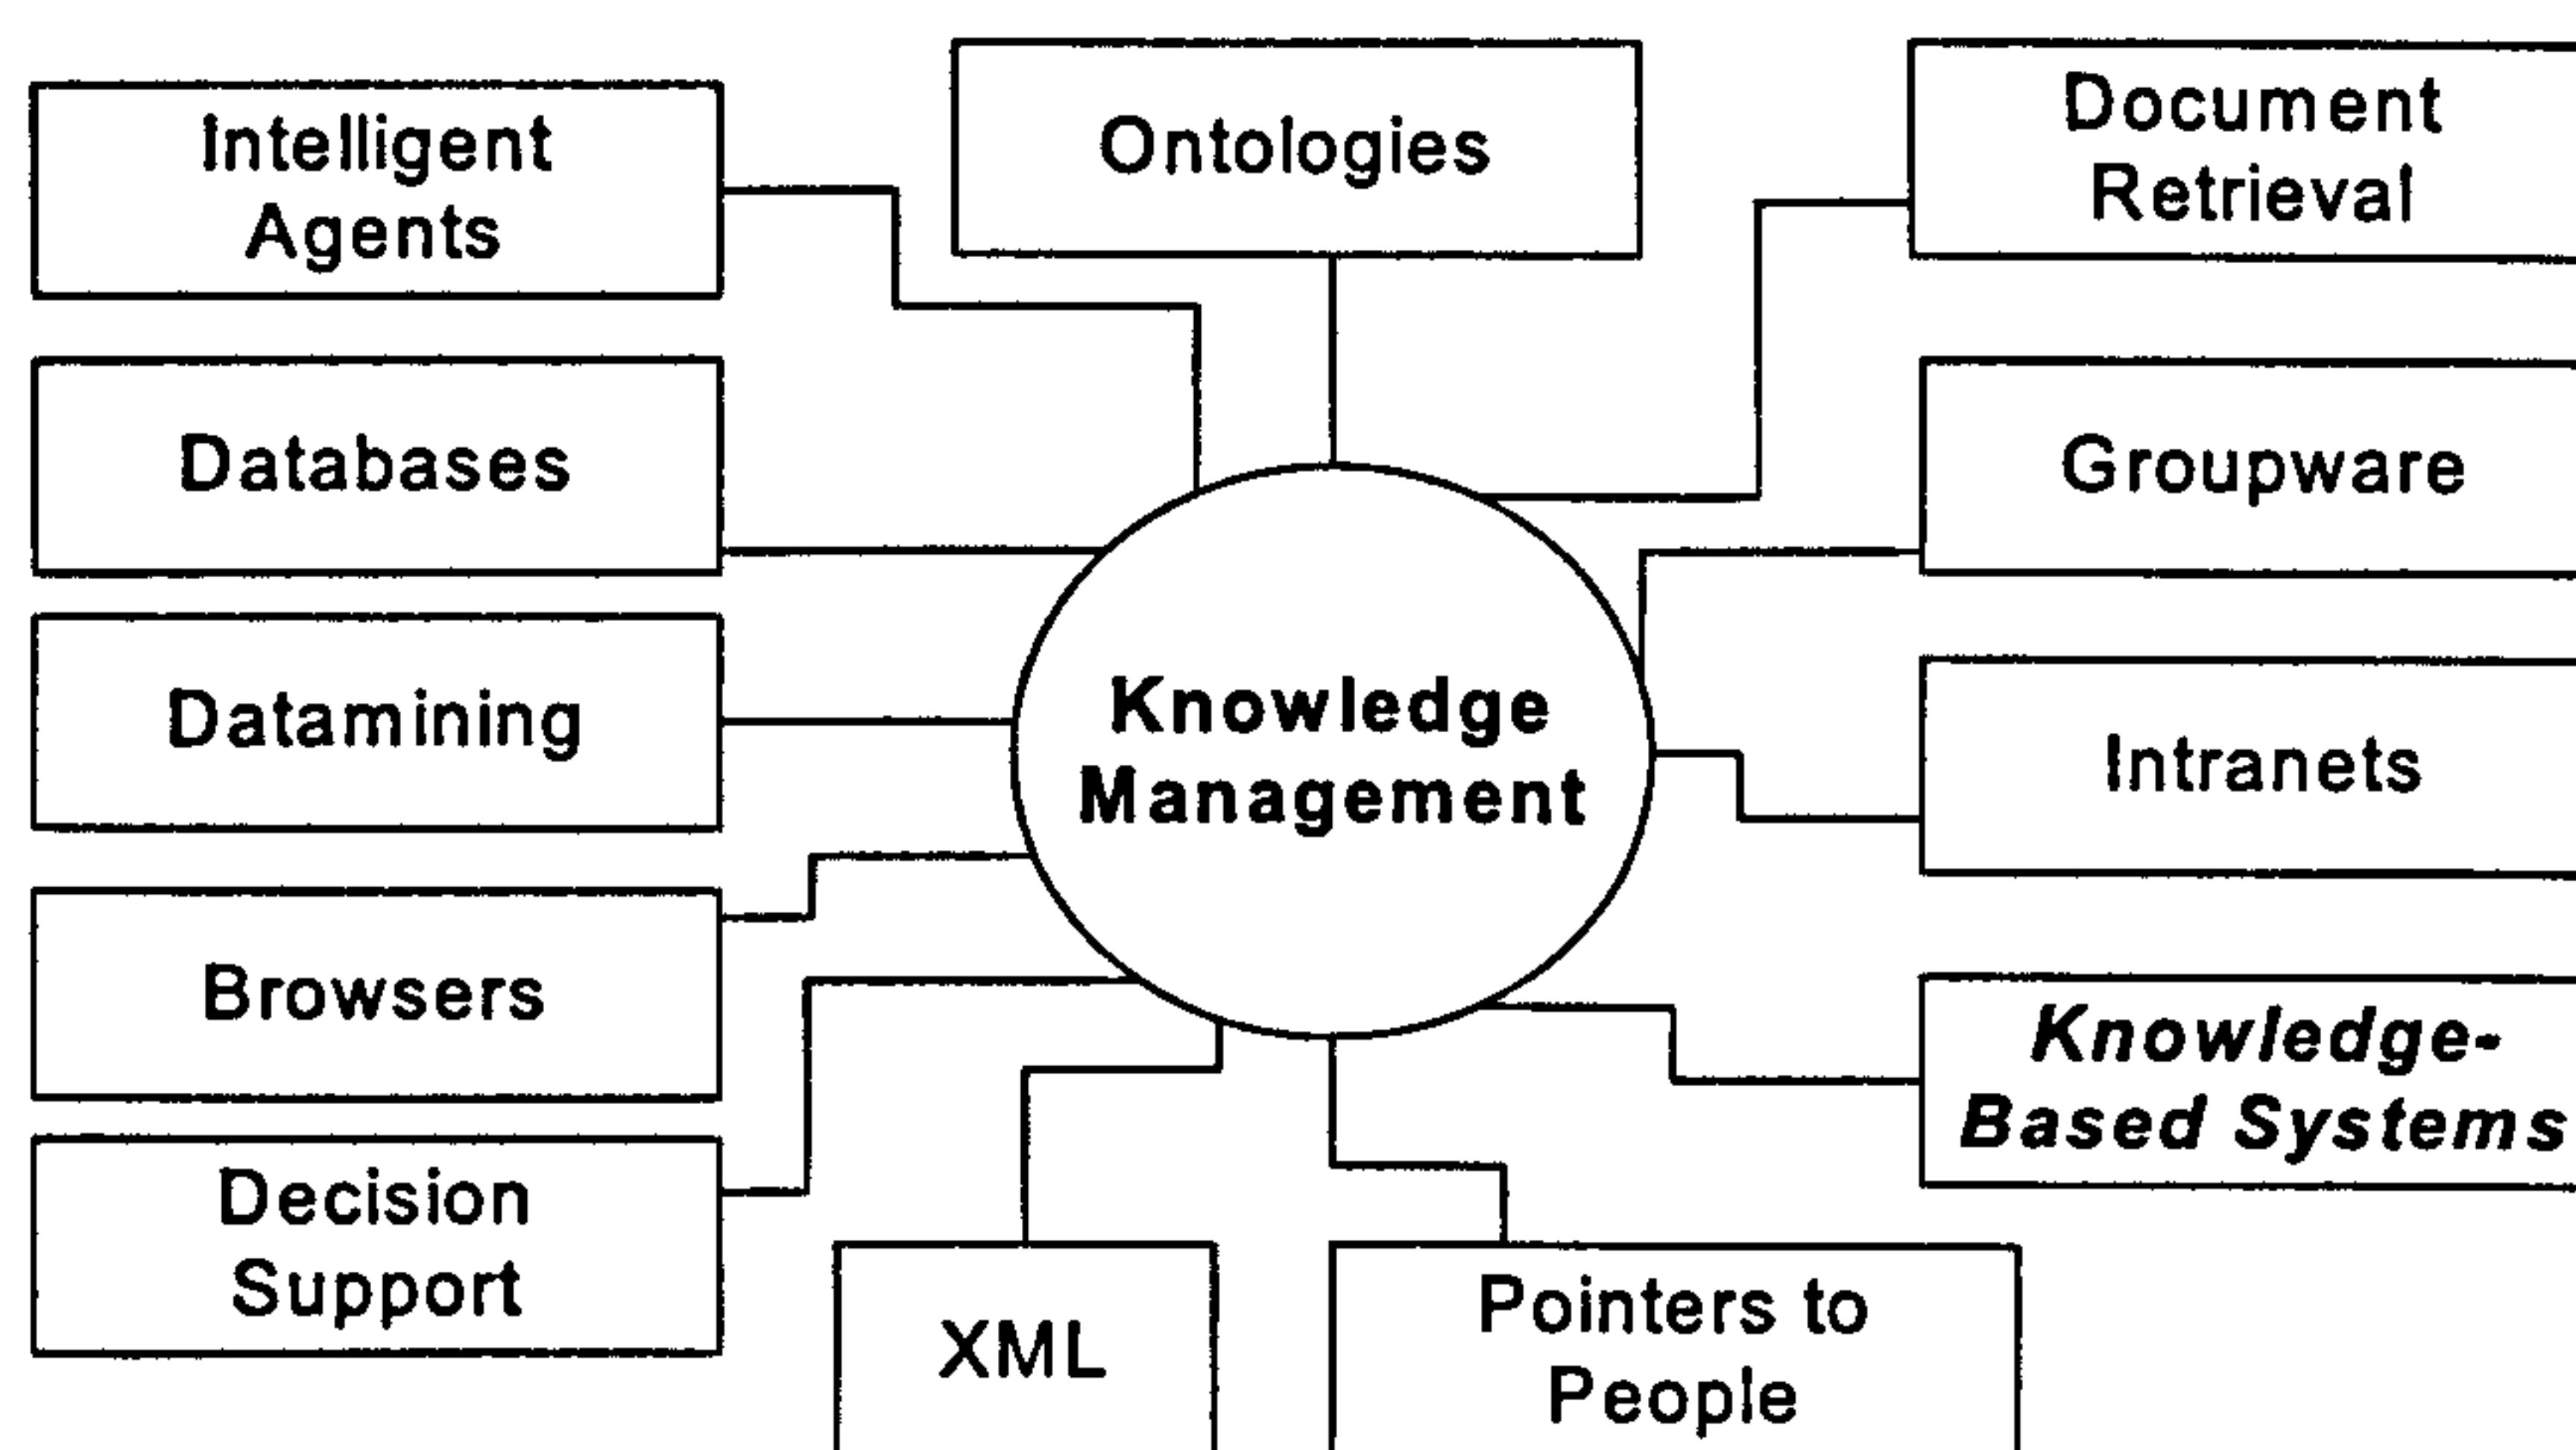 Intelligent
Agents
Ontologies
Document
Retrieval
Databases
Groupware
Datamining
Knowledge
Management
Intranets
Browsers
Knowledge-
Based Systems
Decision
Support
XML
Pointers to
People